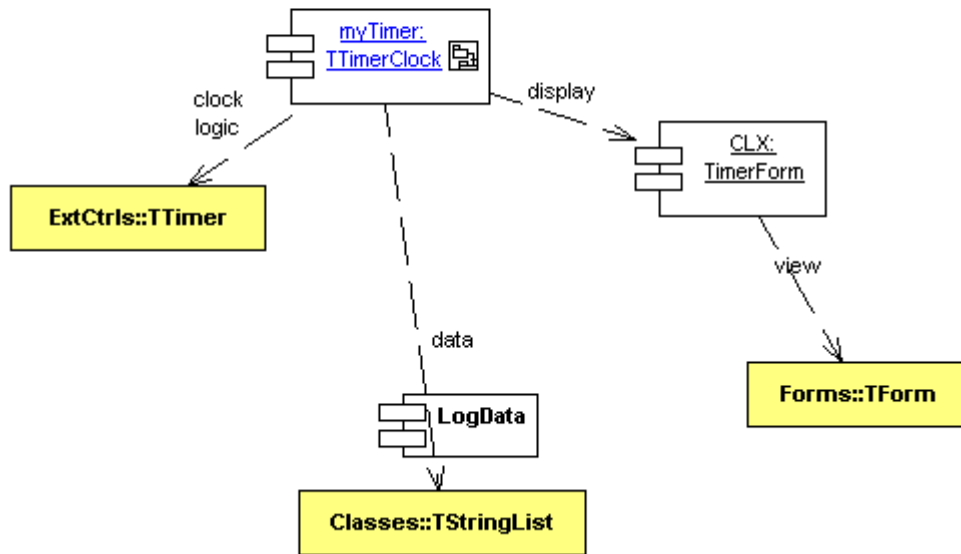 myTimer:
TTimerClock
clock
logic
display
CLX:
TimerForm
ExtCtrls::TTimer
view
data
Forms::TForm
LogData
Classes::TStringList